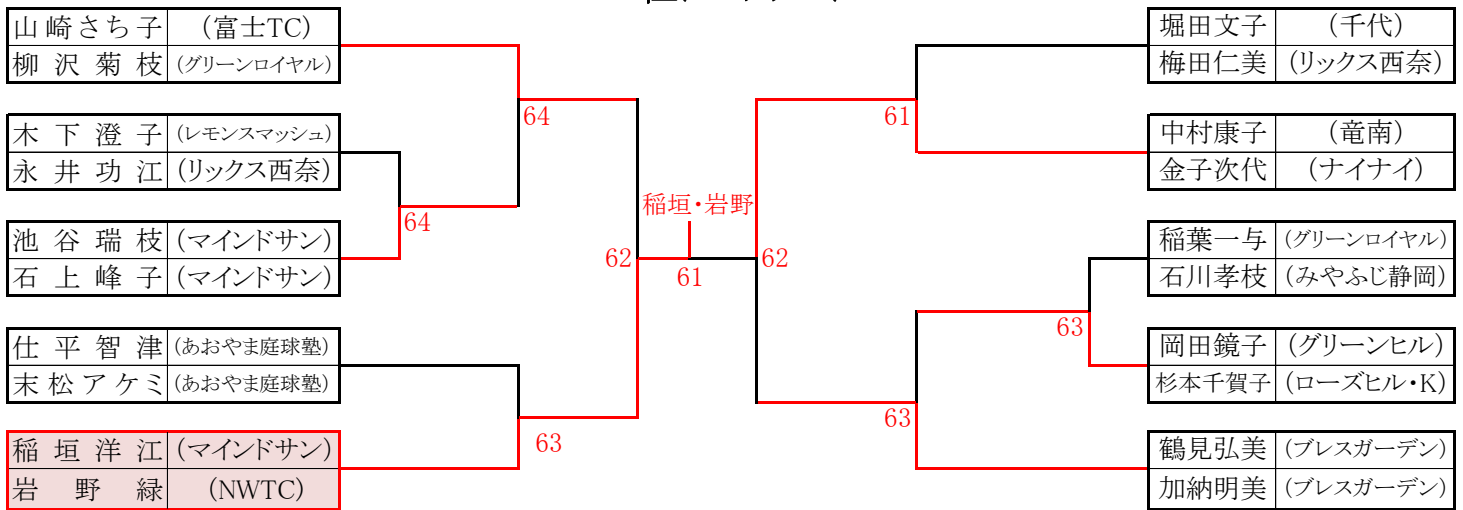 山崎さち子 （富士TC）
柳沢菊枝 （グリーンロイヤル）
木下澄子 （レモンスマッシュ）
永井功江 （リックス西奈）
池谷瑞枝 （マインドサン）
石上峰子 （マインドサン）
仕平智津 （あおやま庭球塾）
末松アケミ （あおやま庭球塾）
稲垣洋江 （マインドサン）
岩野緑 （NWTC）
64
64
63
62
稲垣・岩野
61
62
61
63
63
堀田文子 （千代）
梅田仁美 （リックス西奈）
中村康子 （竜南）
金子次代 （ナイナイ）
稲葉一与 （グリーンロイヤル）
石川孝枝 （みやふじ静岡）
岡田鏡子 （グリーンヒル）
杉本千賀子 （ローズヒル・K）
鶴見弘美 （ブレスガーデン）
加納明美 （ブレスガーデン）